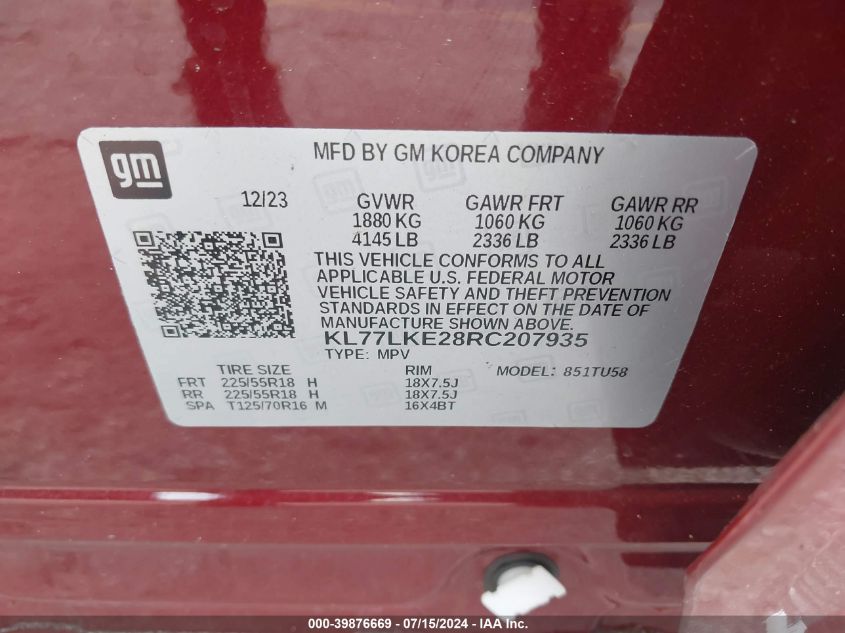 gm
MFD BY GM KOREA COMPANY
12/23
GVWR GAWR FRT GAWR RR
1880 KG 1060 KG 1060 KG
4145 LB 2336 LB 2336 LB
THIS VEHICLE CONFORMS TO ALL
APPLICABLE U.S. FEDERAL MOTOR
VEHICLE SAFETY AND THEFT PREVENTION
STANDARDS IN EFFECT ON THE DATE OF
MANUFACTURE SHOWN ABOVE.
KL77LKE28RC207935
TYPE: MPV
TIRE SIZE RIM MODEL: 851TU58
FRT 225/55R18 H 18X7.5J
RR 225/55R18 H 18X7.5J
SPA T125/70R16 M 16X4BT
000-39876669 - 07/15/2024 - IAA Inc.